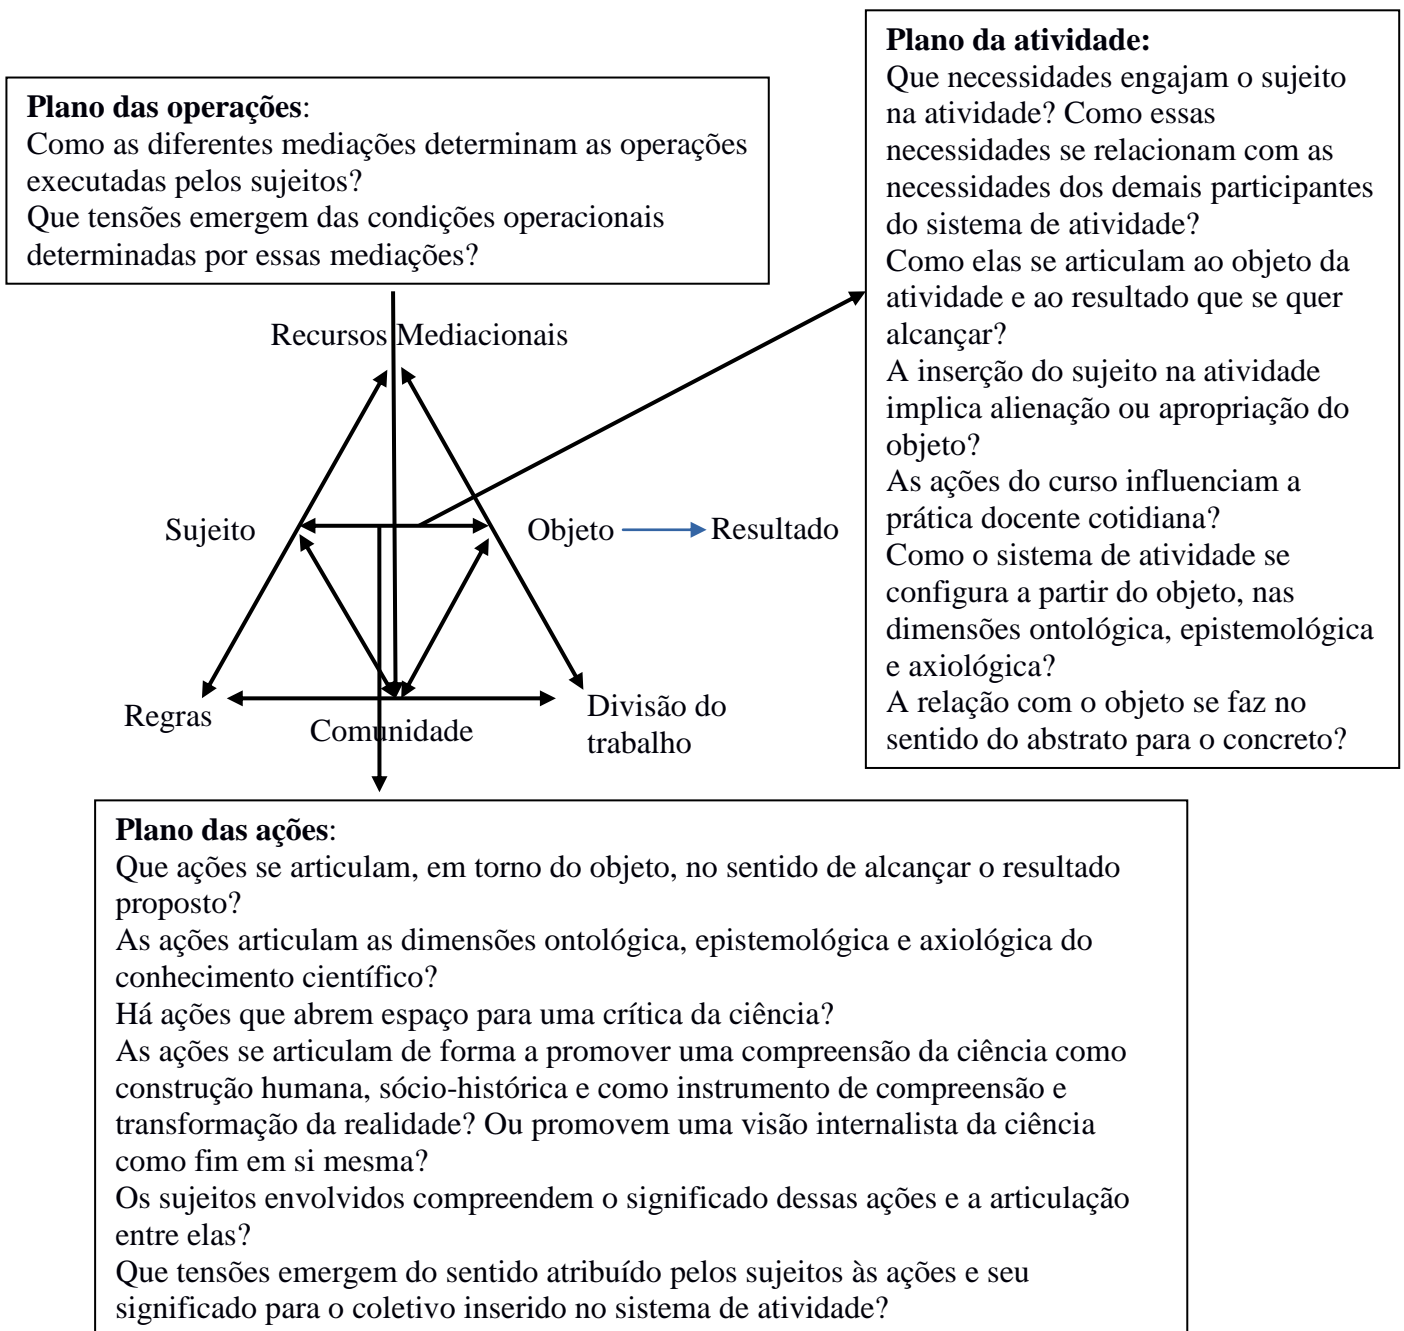 Plano da atividade:
Que necessidades engajam o sujeito
na atividade? Como essas
necessidades se relacionam com as
necessidades dos demais participantes
do sistema de atividade?
Como elas se articulam ao objeto da
atividade e ao resultado que se quer
alcançar?
A inserção do sujeito na atividade
implica alienação ou apropriação do
objeto?
As ações do curso influenciam a
prática docente cotidiana?
Como o sistema de atividade se
configura a partir do objeto, nas
dimensões ontológica, epistemológica
e axiológica?
A relação com o objeto se faz no
sentido do abstrato para o concreto?
Plano das operações:
Como as diferentes mediações determinam as operações
executadas pelos sujeitos?
Que tensões emergem das condições operacionais
determinadas por essas mediações?
Recursos Mediacionais
Sujeito
Objeto
Resultado
Regras
Comunidade
Divisão do
trabalho
Plano das ações:
Que ações se articulam, em torno do objeto, no sentido de alcançar o resultado
proposto?
As ações articulam as dimensões ontológica, epistemológica e axiológica do
conhecimento científico?
Há ações que abrem espaço para uma crítica da ciência?
As ações se articulam de forma a promover uma compreensão da ciência como
construção humana, sócio-histórica e como instrumento de compreensão e
transformação da realidade? Ou promovem uma visão internalista da ciência
como fim em si mesma?
Os sujeitos envolvidos compreendem o significado dessas ações e a articulação
entre elas?
Que tensões emergem do sentido atribuído pelos sujeitos às ações e seu
significado para o coletivo inserido no sistema de atividade?